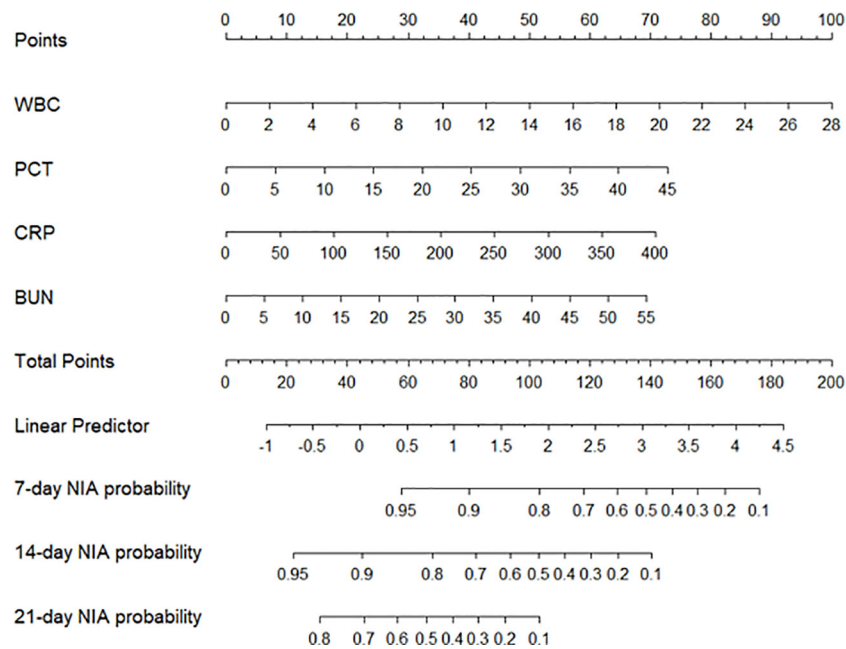 0 10 20 30 40 50 60 70 80 90 100
Points
WBC
0 2 4 6 8 10 12 14 16 18 20 22 24 26 28
PCT
0 5 10 15 20 25 30 35 40 45
CRP
0 50 100 150 200 250 300 350 400
BUN
0 5 10 15 20 25 30 35 40 45 50 55
Total Points
0 20 40 60 80 100 120 140 160 180 200
Linear Predictor
-1 -0.5 0 0.5 1 1.5 2 2.5 3 3.5 4 4.5
7-day NIA probability
0.95 0.9 0.8 0.7 0.6 0.5 0.4 0.3 0.2 0.1
14-day NIA probability
0.95 0.9 0.8 0.7 0.6 0.5 0.4 0.3 0.2 0.1
21-day NIA probability
0.8 0.7 0.6 0.5 0.4 0.3 0.2 0.1